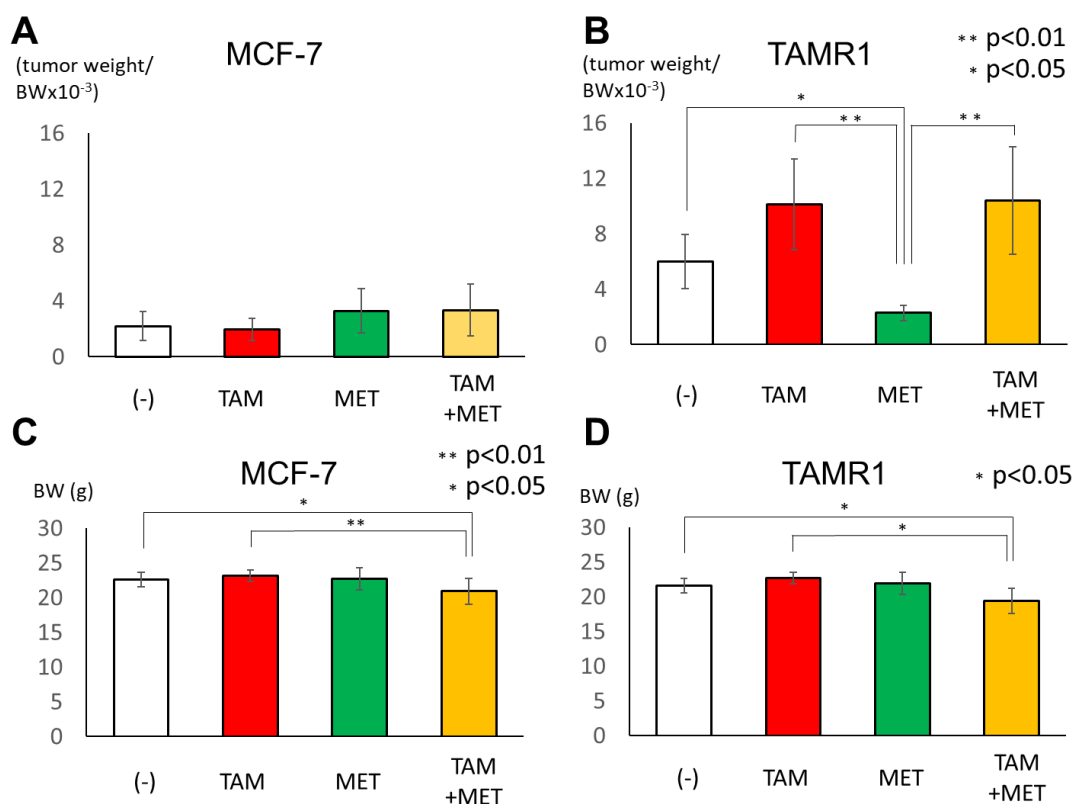 A
MCF-7
(tumor weight/
BWx10⁻³)
16
12
8
4
0
(-)
TAM
MET
TAM
+MET
B
TAMR1
** p<0.01
* p<0.05
(tumor weight/
BWx10⁻³)
*
**
**
16
12
8
4
0
(-)
TAM
MET
TAM
+MET
C
MCF-7
** p<0.01
* p<0.05
BW (g)
*
**
30
25
20
15
10
5
0
(-)
TAM
MET
TAM
+MET
D
TAMR1
* p<0.05
BW (g)
*
*
30
25
20
15
10
5
0
(-)
TAM
MET
TAM
+MET